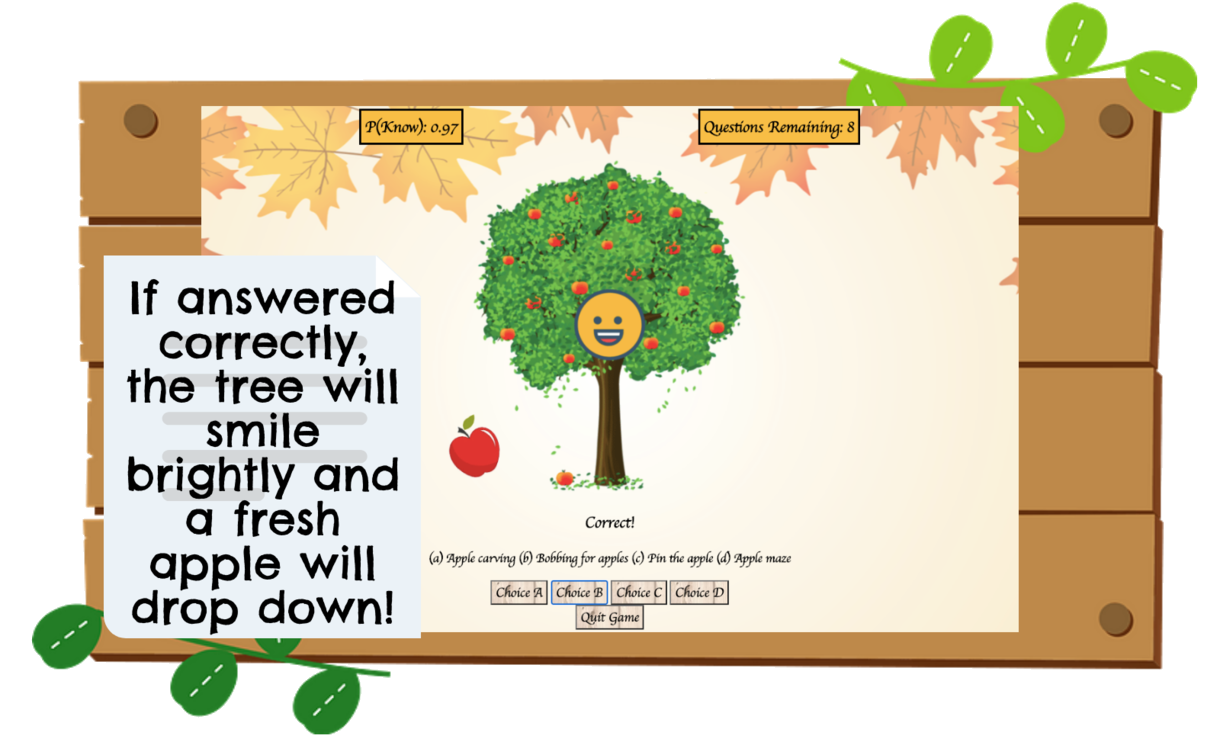 P(Know): 0.97
Questions Remaining: 8
If answered
correctly,
the tree will
smile
brightly and
a fresh
apple will
drop down!
Correct!
(a) Apple carving (b) Bobbing for apples (c) Pin the apple (d) Apple maze
Choice A Choice B Choice C Choice D
Quit Game